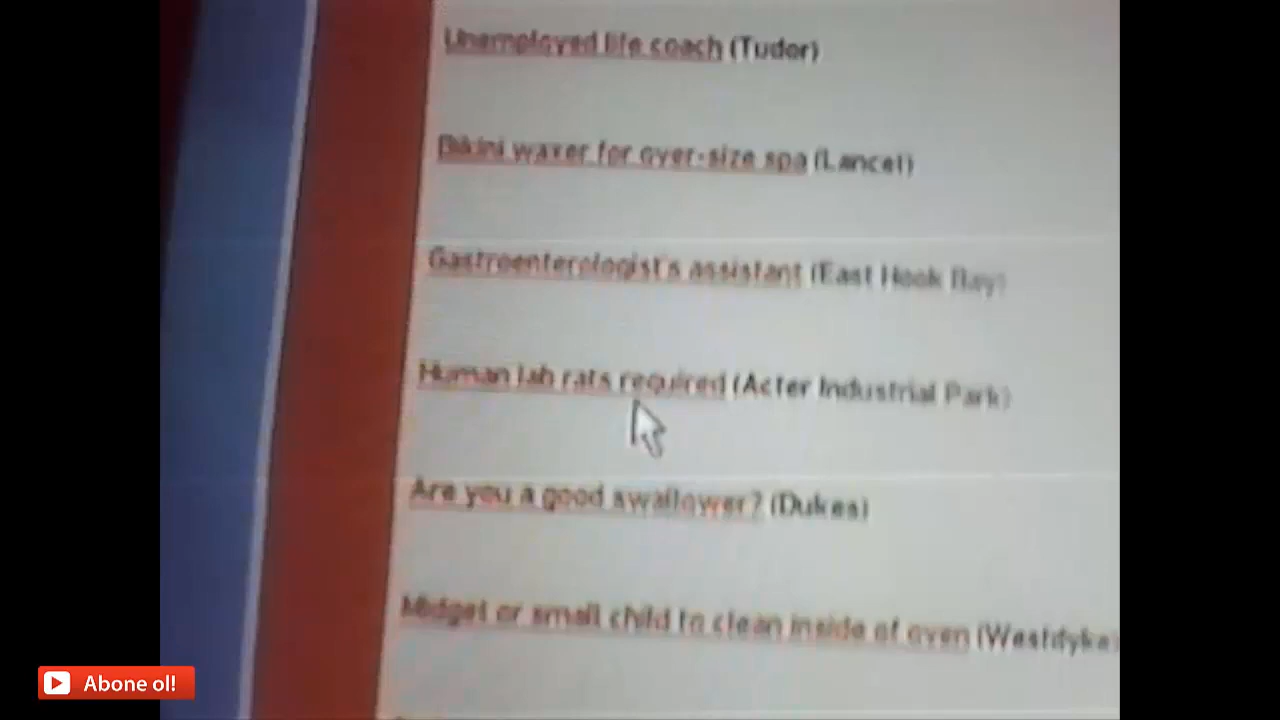 Unemployed life coach (Tudor)
Bikini waxer for over-size spa (Lancet)
Gastroenterologist's assistant (East Hook Bay)
Human lab rats required (Acter Industrial Park)
Are you a good swallower? (Dukes)
Midget or small child to clean inside of oven (Westdyke)
Abone ol!